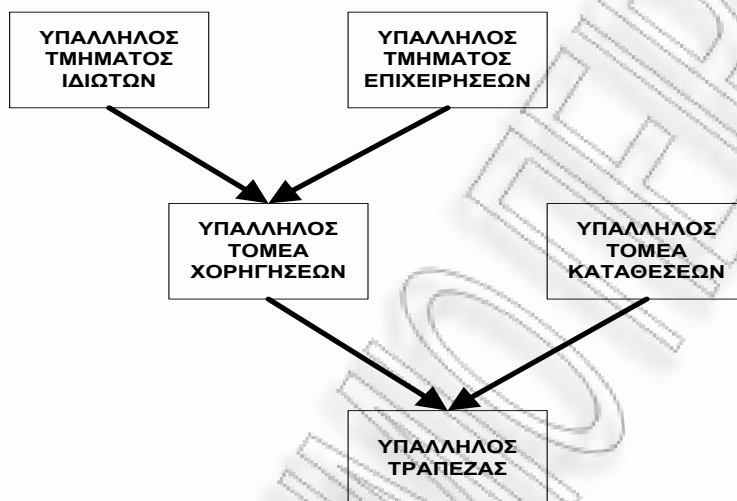 ΥΠΑΛΛΗΛΟΣ
ΤΜΗΜΑΤΟΣ
ΙΔΙΩΤΩΝ
ΥΠΑΛΛΗΛΟΣ
ΤΜΗΜΑΤΟΣ
ΕΠΙΧΕΙΡΗΣΕΩΝ
ΥΠΑΛΛΗΛΟΣ
ΤΟΜΕΑ
ΧΟΡΗΓΗΣΕΩΝ
ΥΠΑΛΛΗΛΟΣ
ΤΟΜΕΑ
ΚΑΤΑΘΕΣΕΩΝ
ΥΠΑΛΛΗΛΟΣ
ΤΡΑΠΕΖΑΣ